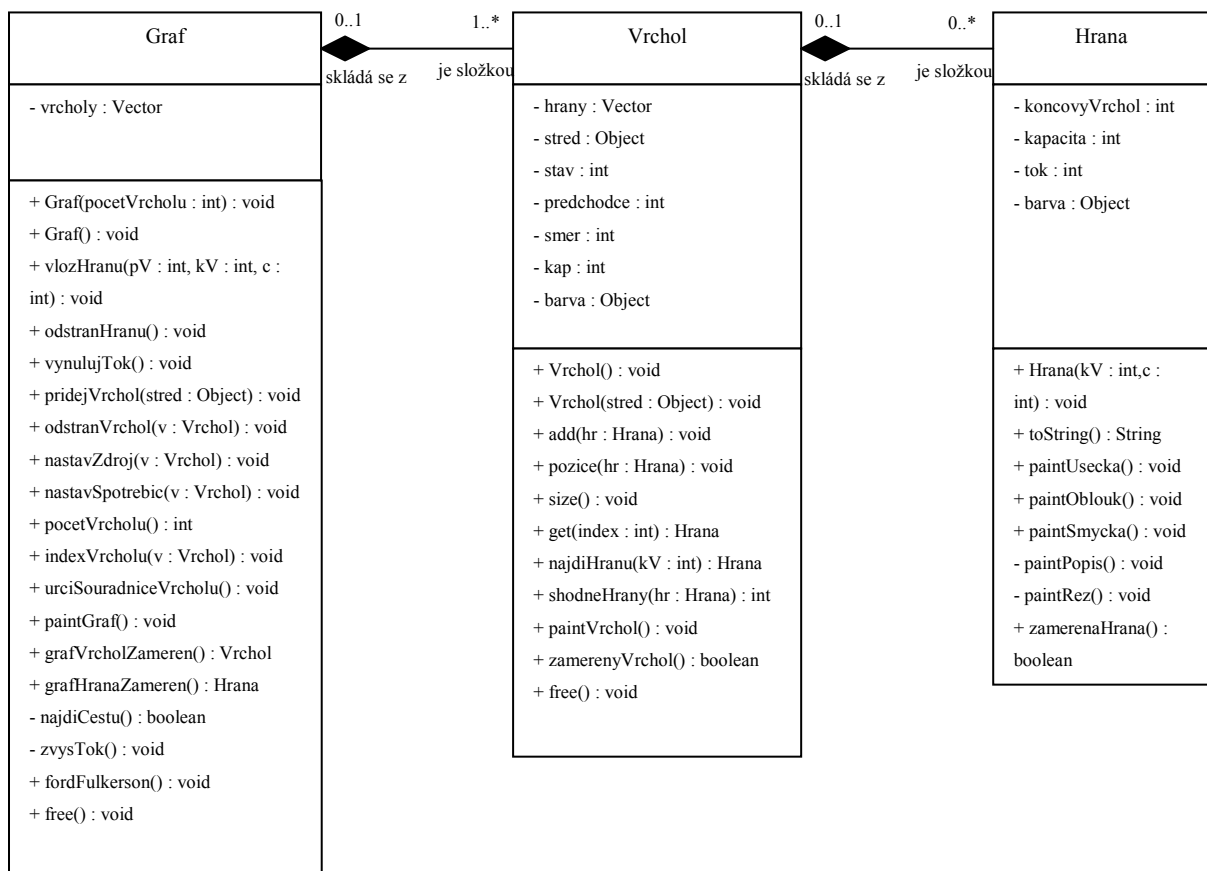 Graf
- vrcholy : Vector
+ Graf(pocetVrcholu : int) : void
+ Graf() : void
+ vlozHranu(pV : int, kV : int, c :
int) : void
+ odstranHranu() : void
+ vynulujTok() : void
+ pridejVrchol(stred : Object) : void
+ odstranVrchol(v : Vrchol) : void
+ nastavZdroj(v : Vrchol) : void
+ nastavSpotrebic(v : Vrchol) : void
+ pocetVrcholu() : int
+ indexVrcholu(v : Vrchol) : void
+ urciSouradniceVrcholu() : void
+ paintGraf() : void
+ grafVrcholZameren() : Vrchol
+ grafHranaZameren() : Hrana
- najdiCestu() : boolean
- zvysTok() : void
+ fordFulkerson() : void
+ free() : void
0..1
1..*
skládá se z
je složkou
Vrchol
- hrany : Vector
- stred : Object
- stav : int
- predchodce : int
- smer : int
- kap : int
- barva : Object
+ Vrchol() : void
+ Vrchol(stred : Object) : void
+ add(hr : Hrana) : void
+ pozice(hr : Hrana) : void
+ size() : void
+ get(index : int) : Hrana
+ najdiHranu(kV : int) : Hrana
+ shodneHrany(hr : Hrana) : int
+ paintVrchol() : void
+ zamerenyVrchol() : boolean
+ free() : void
0..1
0..*
skládá se z
je složkou
Hrana
- koncovyVrchol : int
- kapacita : int
- tok : int
- barva : Object
+ Hrana(kV : int,c :
int) : void
+ toString() : String
+ paintUsecka() : void
+ paintOblouk() : void
+ paintSmycka() : void
- paintPopis() : void
- paintRez() : void
+ zamerenaHrana() :
boolean